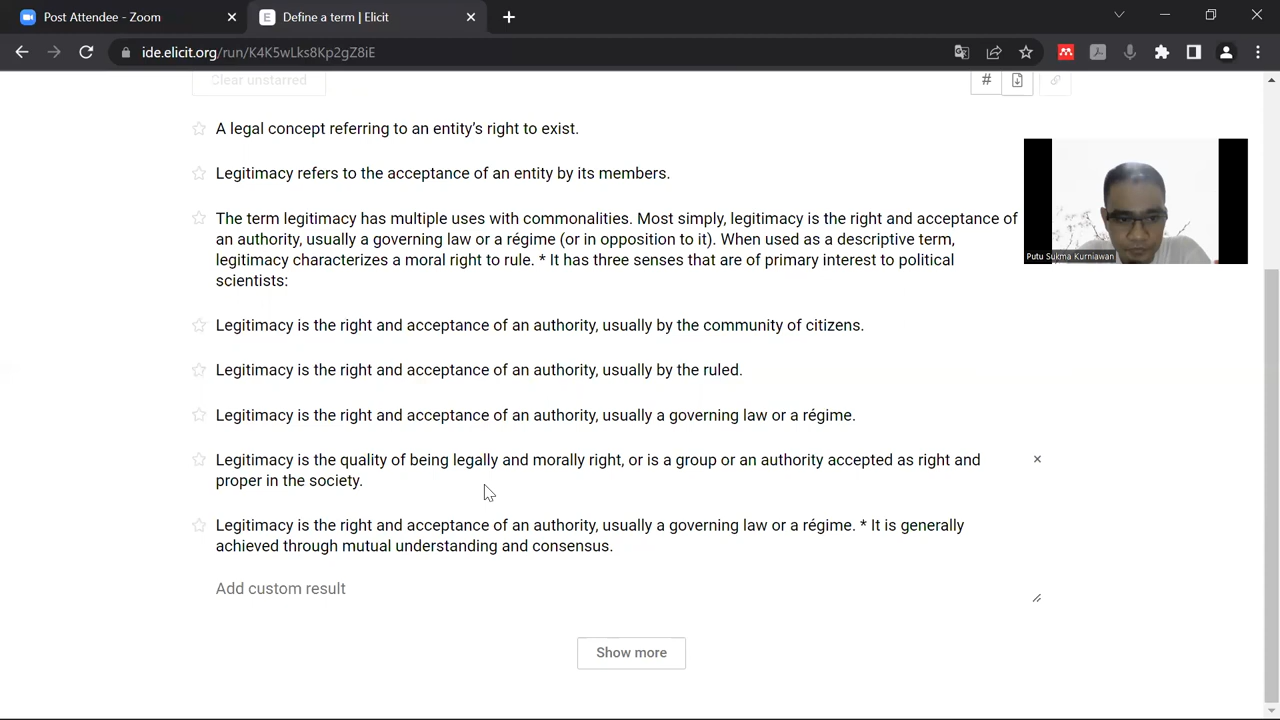 Post Attendee - Zoom
Define a term | Elicit
ide.elicit.org/run/K4K5wLks8Kp2gZ8iE
Clear unstarred
#
A legal concept referring to an entity’s right to exist.
Legitimacy refers to the acceptance of an entity by its members.
The term legitimacy has multiple uses with commonalities. Most simply, legitimacy is the right and acceptance of
an authority, usually a governing law or a régime (or in opposition to it). When used as a descriptive term,
legitimacy characterizes a moral right to rule. * It has three senses that are of primary interest to political
scientists:
Putu Sukma Kurniawan
Legitimacy is the right and acceptance of an authority, usually by the community of citizens.
Legitimacy is the right and acceptance of an authority, usually by the ruled.
Legitimacy is the right and acceptance of an authority, usually a governing law or a régime.
Legitimacy is the quality of being legally and morally right, or is a group or an authority accepted as right and
proper in the society.
Legitimacy is the right and acceptance of an authority, usually a governing law or a régime. * It is generally
achieved through mutual understanding and consensus.
Add custom result
Show more